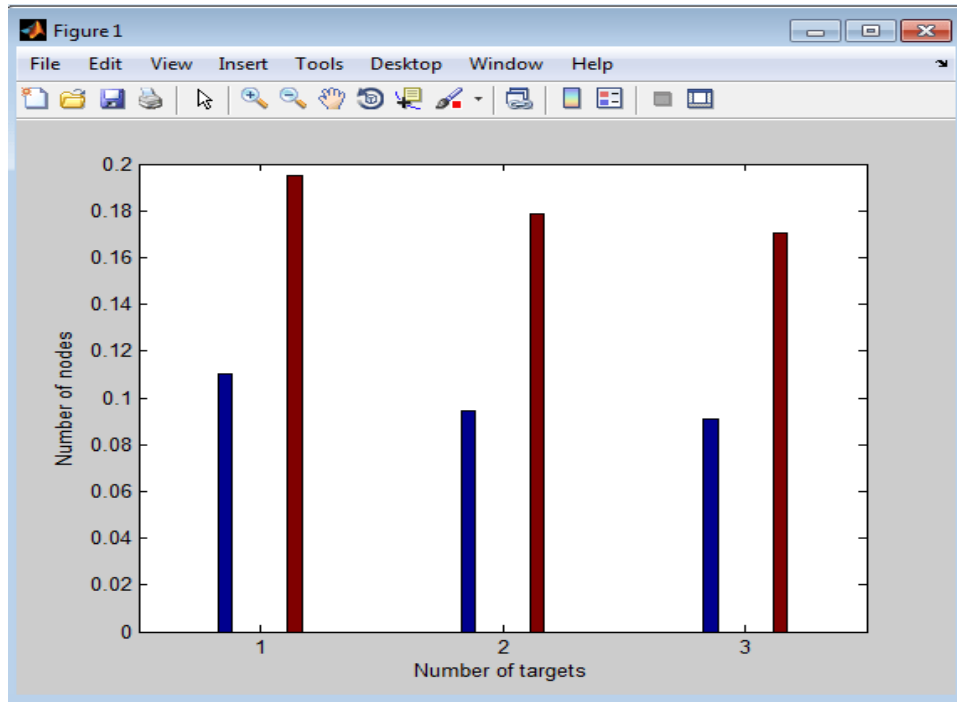 Figure 1
File Edit View Insert Tools Desktop Window Help
0.2
0.18
0.16
0.14
0.12
0.1
0.08
0.06
0.04
0.02
0
Number of nodes
1 2 3
Number of targets